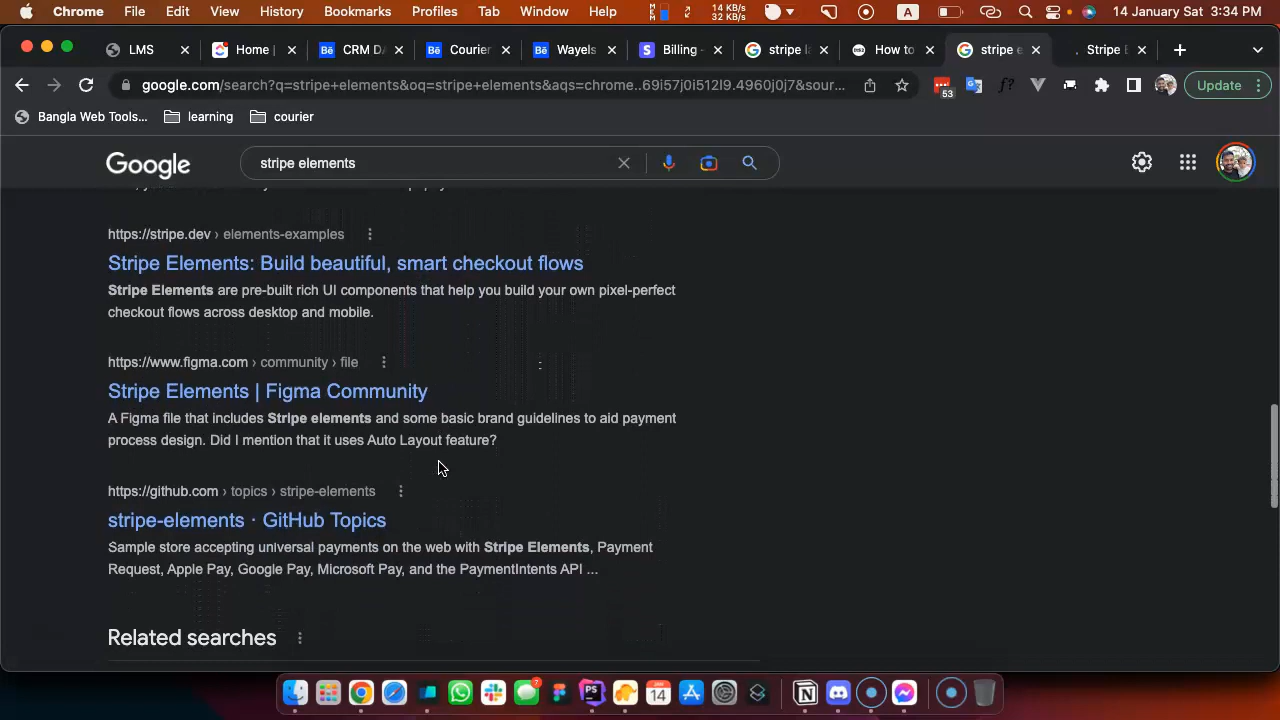 Chrome File Edit View History Bookmarks Profiles Tab Window Help 14 KB/s 32 KB/s A 14 January Sat 3:34 PM
LMS Home | CRM DA Courier Wayels Billing - stripe la How to stripe e Stripe E
google.com/search?q=stripe+elements&oq=stripe+elements&aqs=chrome..69i57j0i512l9.4960j0j7&sour... 53 f? Update
Bangla Web Tools... learning courier
Google stripe elements
https://stripe.dev › elements-examples
Stripe Elements: Build beautiful, smart checkout flows
Stripe Elements are pre-built rich UI components that help you build your own pixel-perfect
checkout flows across desktop and mobile.
https://www.figma.com › community › file
Stripe Elements | Figma Community
A Figma file that includes Stripe elements and some basic brand guidelines to aid payment
process design. Did I mention that it uses Auto Layout feature?
https://github.com › topics › stripe-elements
stripe-elements · GitHub Topics
Sample store accepting universal payments on the web with Stripe Elements, Payment
Request, Apple Pay, Google Pay, Microsoft Pay, and the PaymentIntents API ...
Related searches
7 PS 14